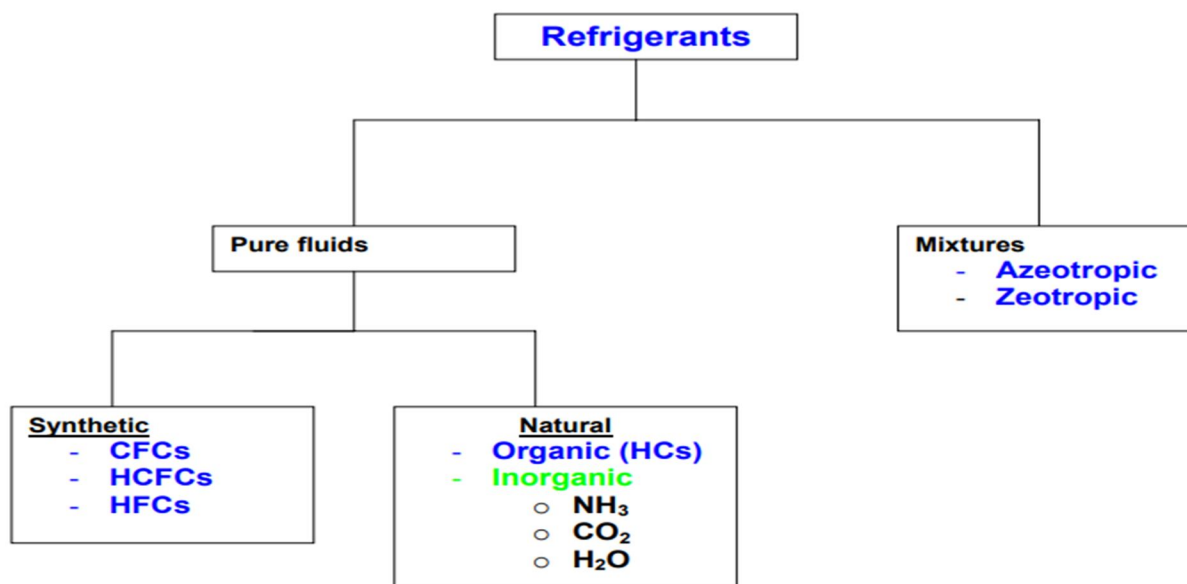 Refrigerants
Pure fluids
Mixtures
- Azeotropic
- Zeotropic
Synthetic
- CFCs
- HCFCs
- HFCs
Natural
- Organic (HCs)
- Inorganic
o NH₃
o CO₂
o H₂O